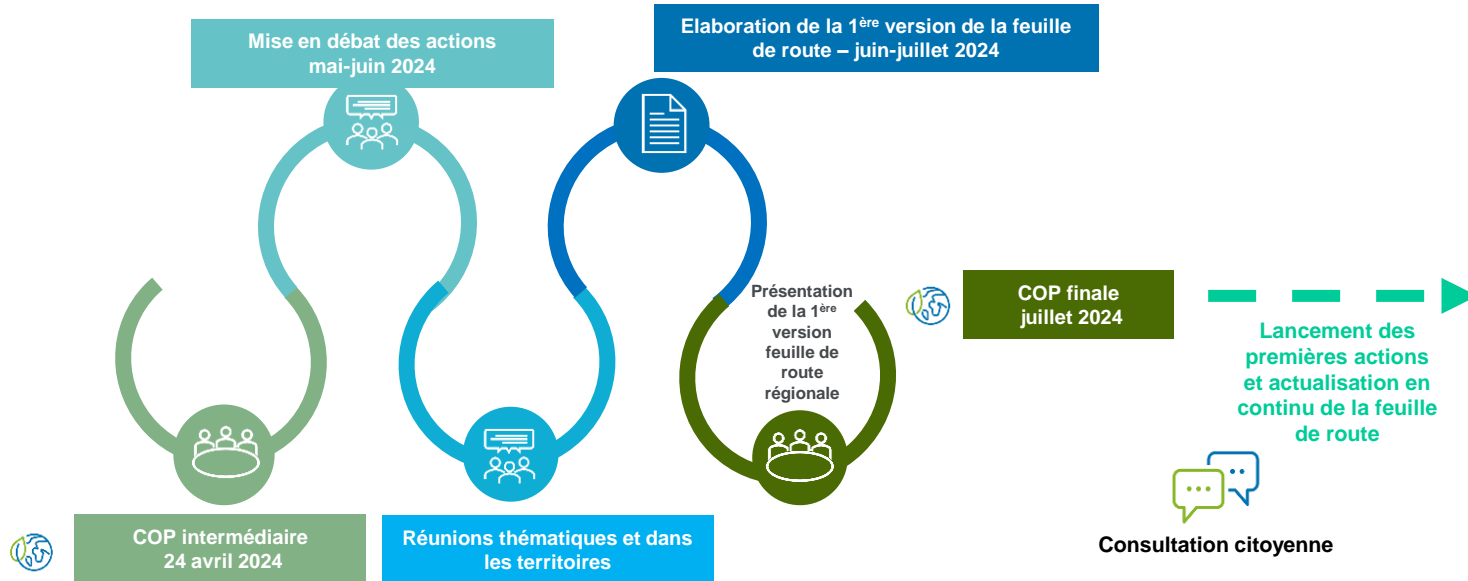 Mise en débat des actions
mai-juin 2024
Elaboration de la 1ère version de la feuille
de route – juin-juillet 2024
Présentation
de la 1ère
version
feuille de
route
régionale
COP finale
juillet 2024
Lancement des
premières actions
et actualisation en
continu de la feuille
de route
COP intermédiaire
24 avril 2024
Réunions thématiques et dans
les territoires
Consultation citoyenne